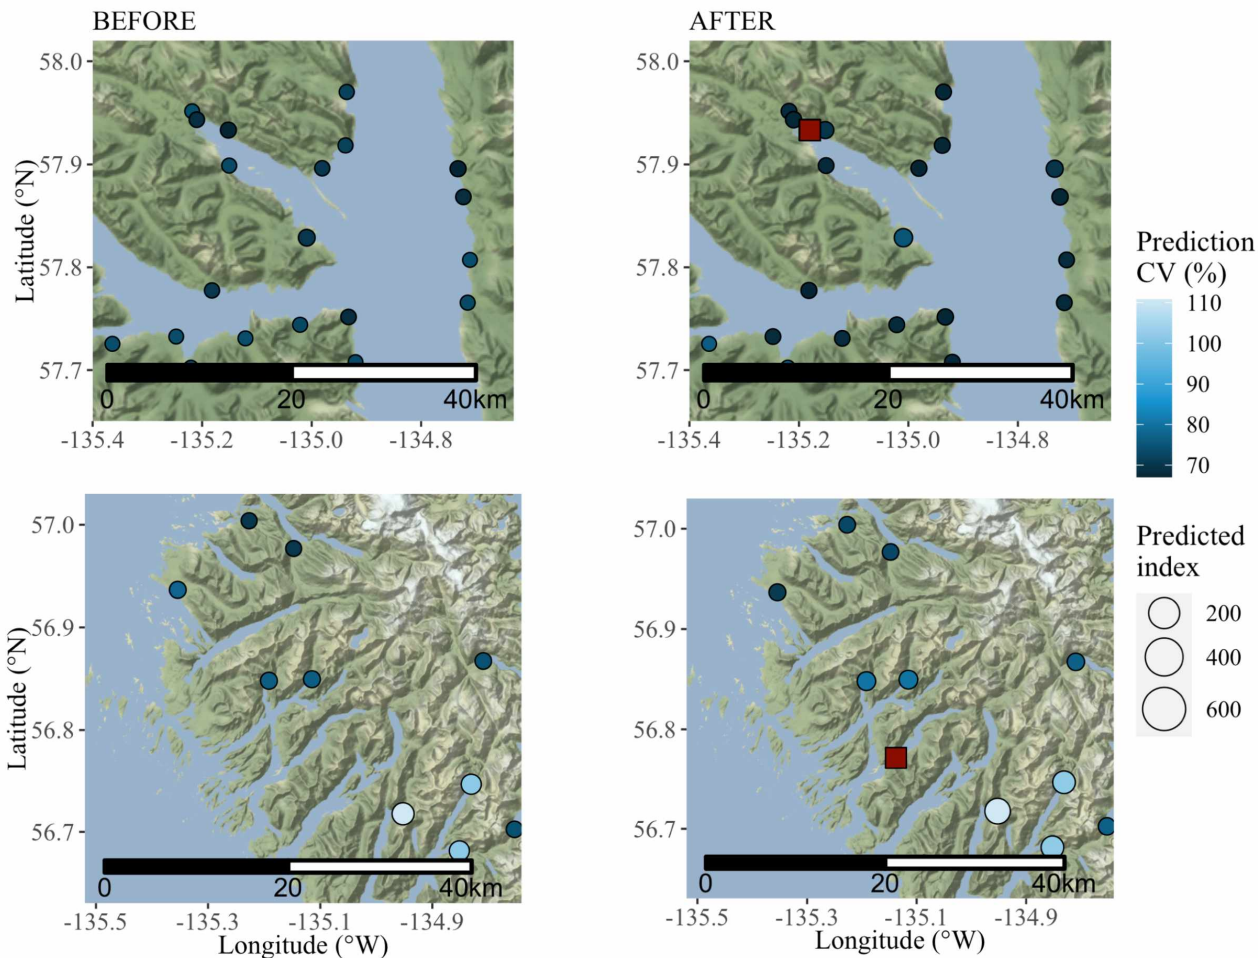 BEFORE
AFTER
58.0
57.9
57.8
57.7
Latitude (°N)
0 20 40km
-135.4 -135.2 -135.0 -134.8
58.0
57.9
57.8
57.7
0 20 40km
-135.4 -135.2 -135.0 -134.8
57.0
56.9
56.8
56.7
Latitude (°N)
0 20 40km
-135.5 -135.3 -135.1 -134.9
Longitude (°W)
57.0
56.9
56.8
56.7
0 20 40km
-135.5 -135.3 -135.1 -134.9
Longitude (°W)
Prediction
CV (%)
110
100
90
80
70
Predicted
index
200
400
600